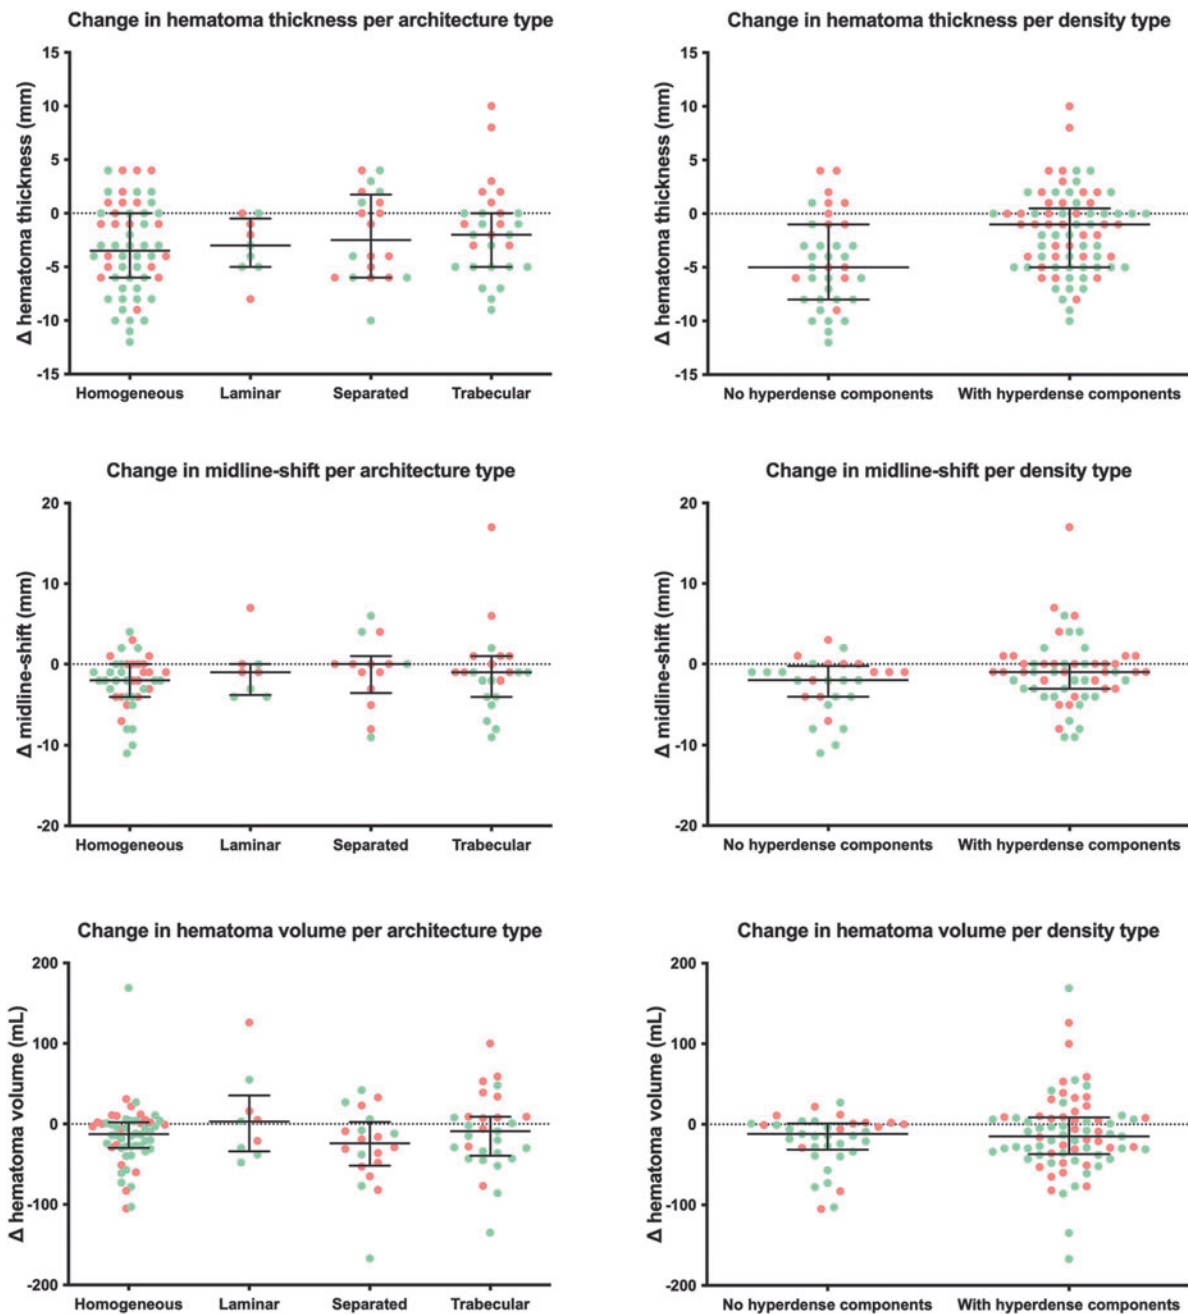 Change in hematoma thickness per architecture type
Δ hematoma thickness (mm)
15
10
5
0
-5
-10
-15
Homogeneous Laminar Separated Trabecular
Change in hematoma thickness per density type
Δ hematoma thickness (mm)
15
10
5
0
-5
-10
-15
No hyperdense components With hyperdense components
Change in midline-shift per architecture type
Δ midline-shift (mm)
20
10
0
-10
-20
Homogeneous Laminar Separated Trabecular
Change in midline-shift per density type
Δ midline-shift (mm)
20
10
0
-10
-20
No hyperdense components With hyperdense components
Change in hematoma volume per architecture type
Δ hematoma volume (mL)
200
100
0
-100
-200
Homogeneous Laminar Separated Trabecular
Change in hematoma volume per density type
Δ hematoma volume (mL)
200
100
0
-100
-200
No hyperdense components With hyperdense components